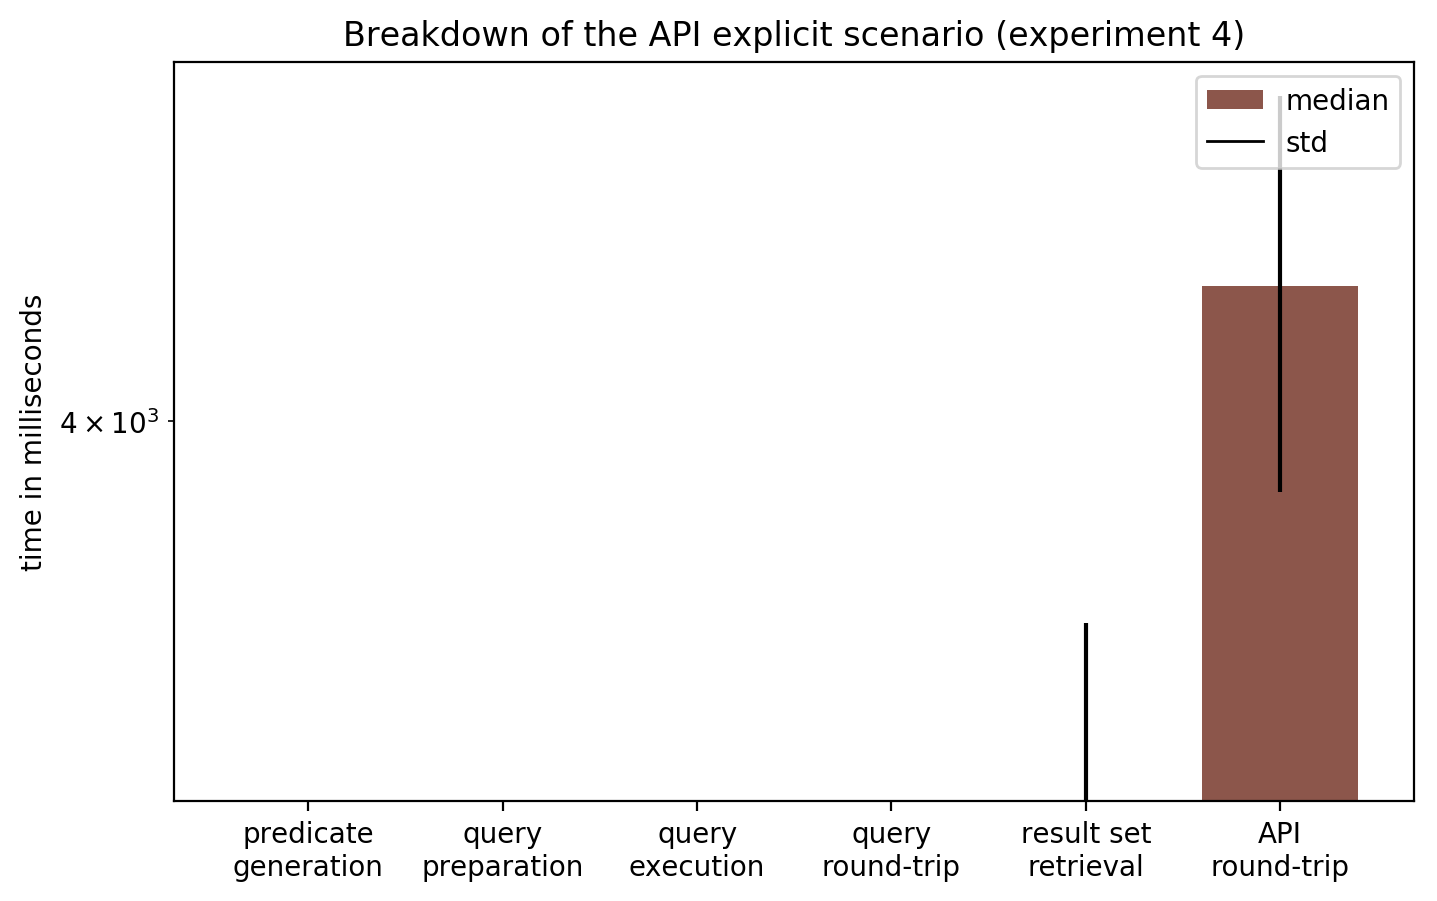 Breakdown of the API explicit scenario (experiment 4)
median
std
time in milliseconds
4 × 10³
predicate
generation
query
preparation
query
execution
query
round-trip
result set
retrieval
API
round-trip